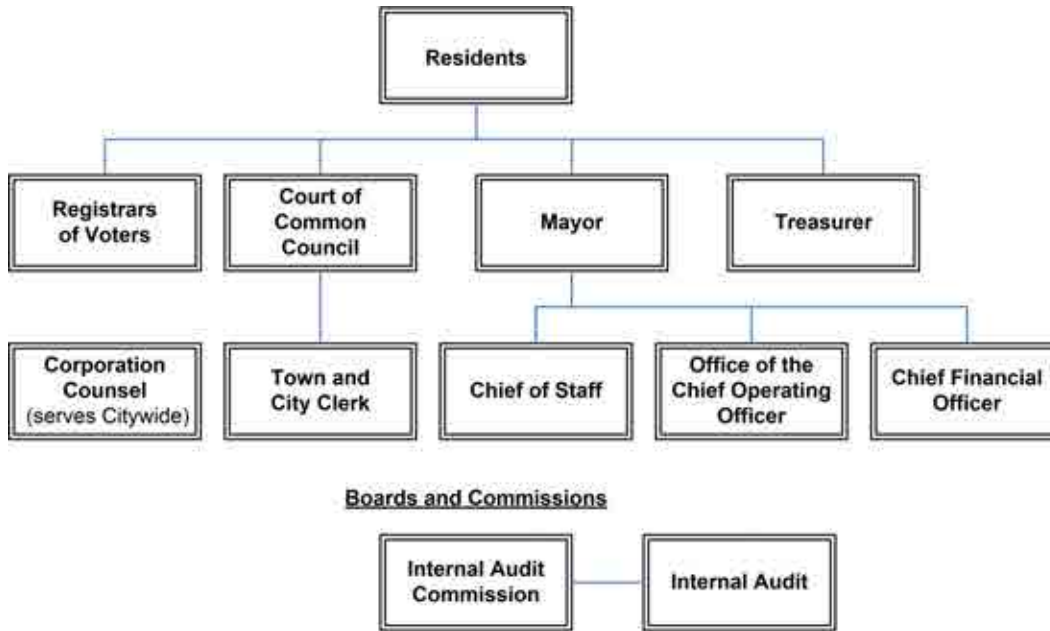 Residents
Registrars
of Voters
Court of
Common
Council
Mayor
Treasurer
Corporation
Counsel
(serves Citywide)
Town and
City Clerk
Chief of Staff
Office of the
Chief Operating
Officer
Chief Financial
Officer
Boards and Commissions
Internal Audit
Commission
Internal Audit